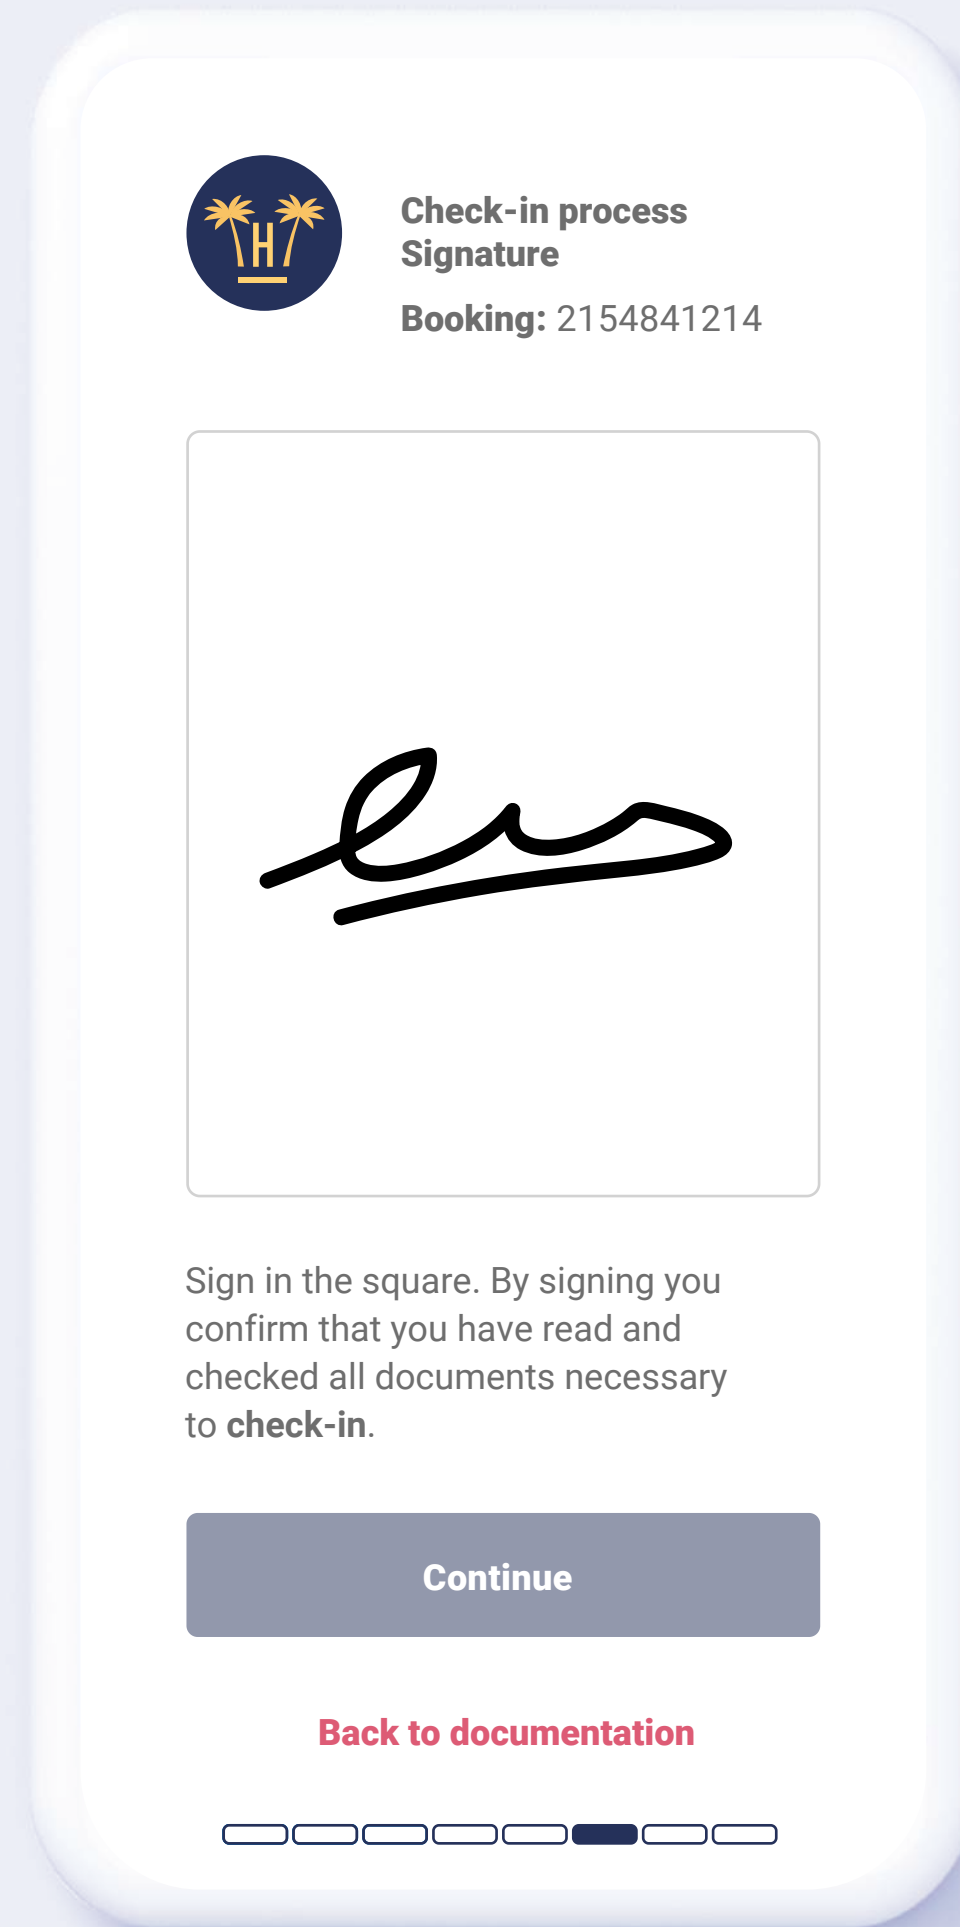 H
Check-in process
Signature
Booking: 2154841214
Sign in the square. By signing you
confirm that you have read and
checked all documents necessary
to check-in.
Continue
Back to documentation